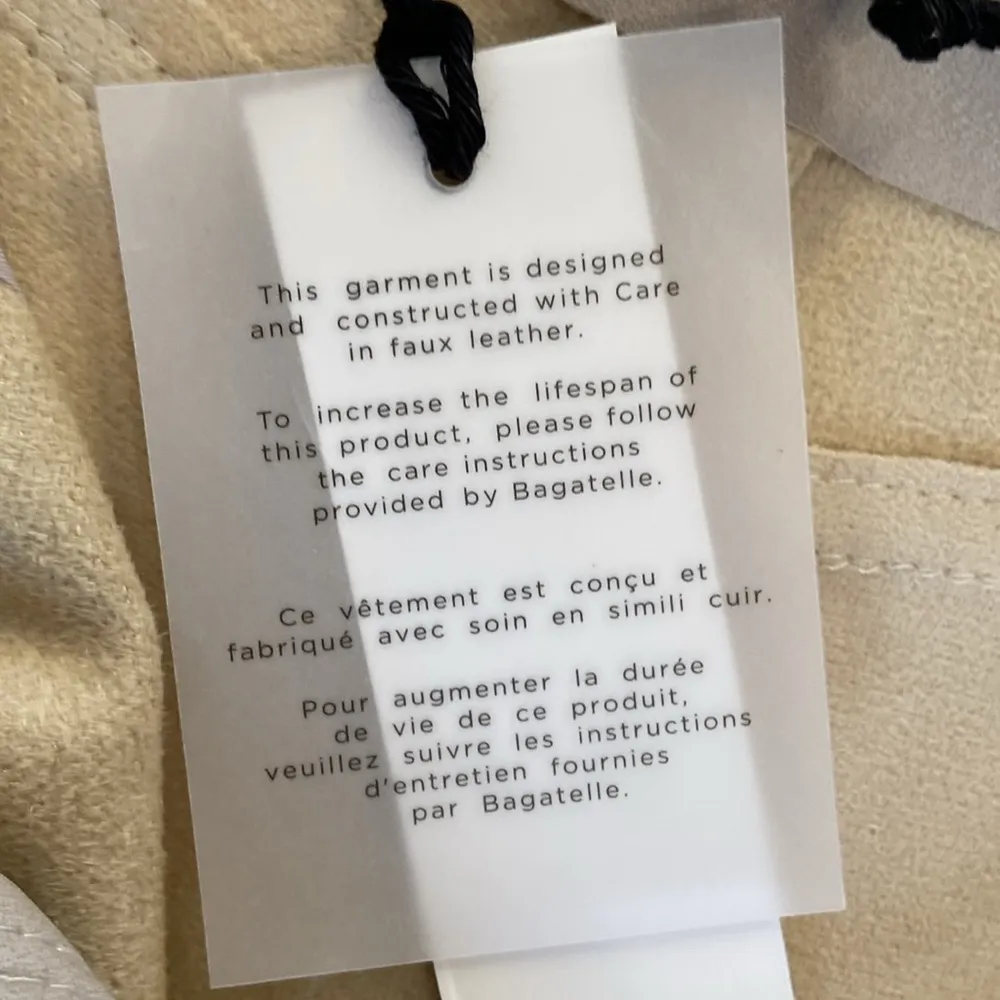 This garment is designed
and constructed with Care
in faux leather.
To increase the lifespan of
this product, please follow
the care instructions
provided by Bagatelle.
Ce vêtement est conçu et
fabriqué avec soin en simili cuir.
Pour augmenter la durée
de vie de ce produit,
veuillez suivre les instructions
d'entretien fournies
par Bagatelle.